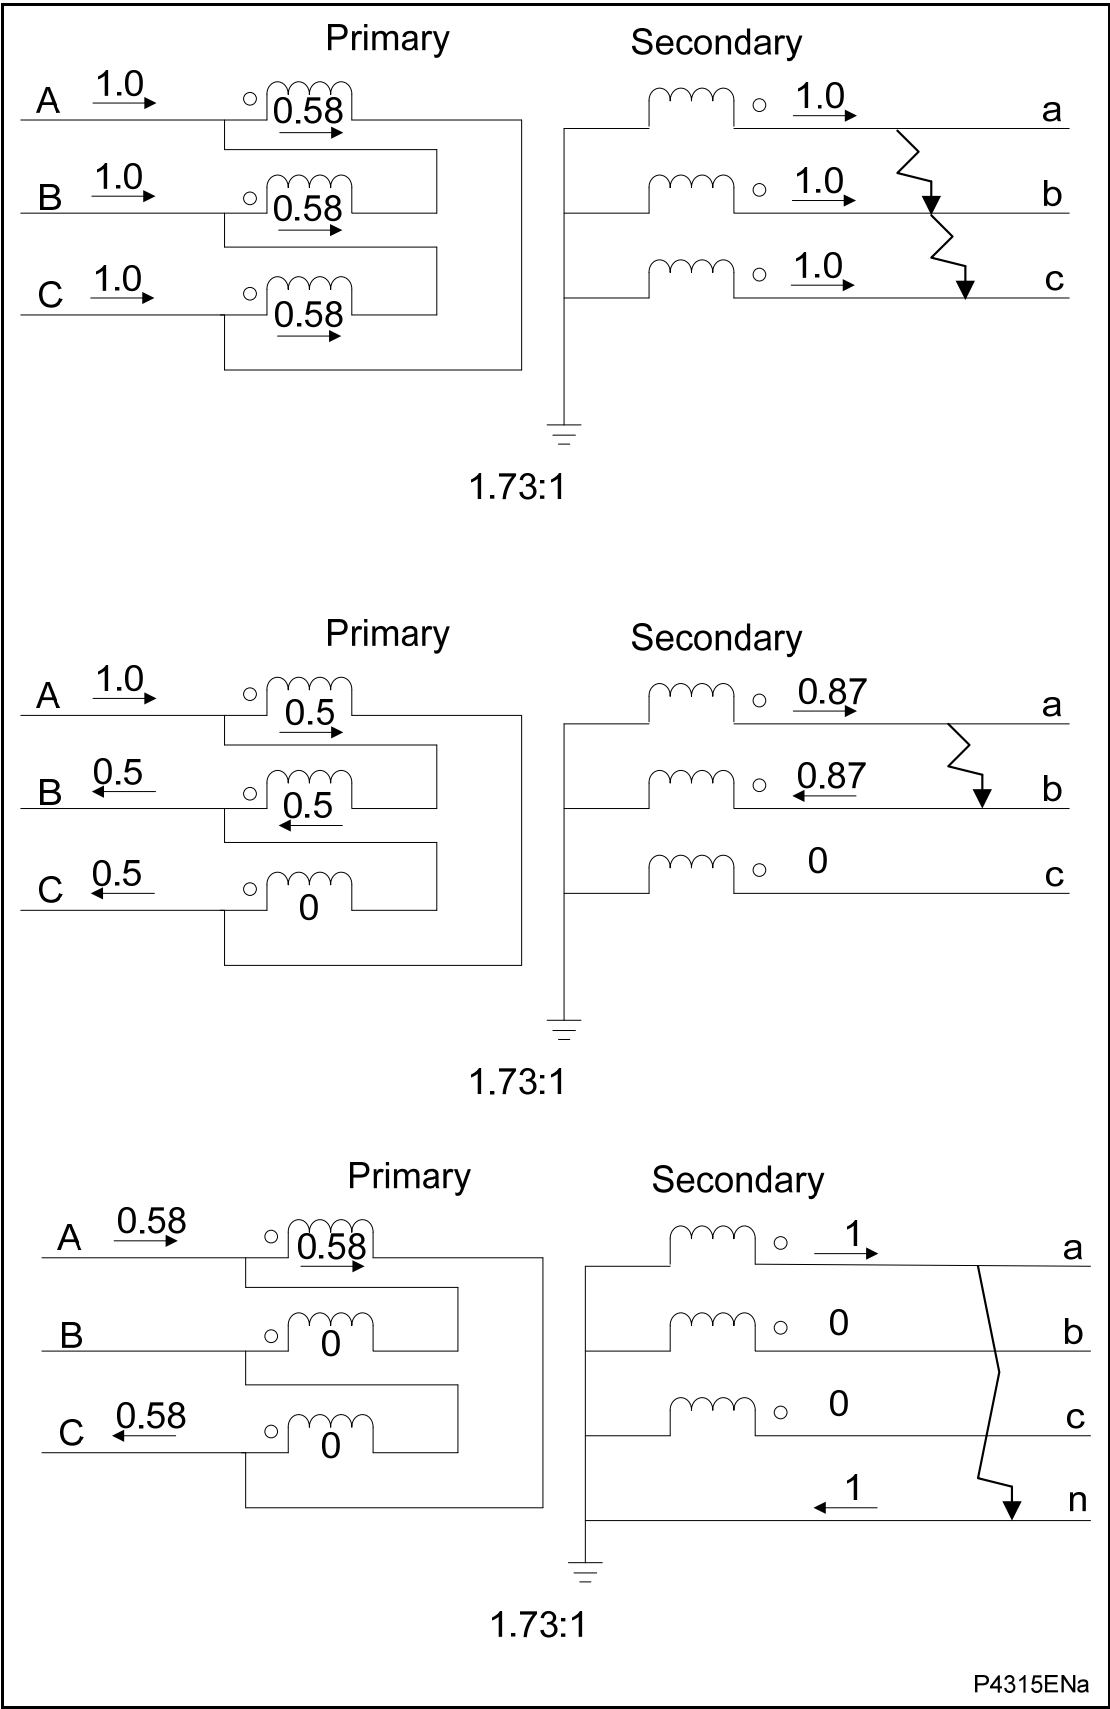 Primary Secondary
A 1.0 0.58 1.0 a
B 1.0 0.58 1.0 b
C 1.0 0.58 1.0 c
1.73:1
Primary Secondary
A 1.0 0.5 0.87 a
B 0.5 0.5 0.87 b
C 0.5 0 0 c
1.73:1
Primary Secondary
A 0.58 0.58 1 a
B 0 0 b
C 0.58 0 0 c
1 n
1.73:1
P4315ENa